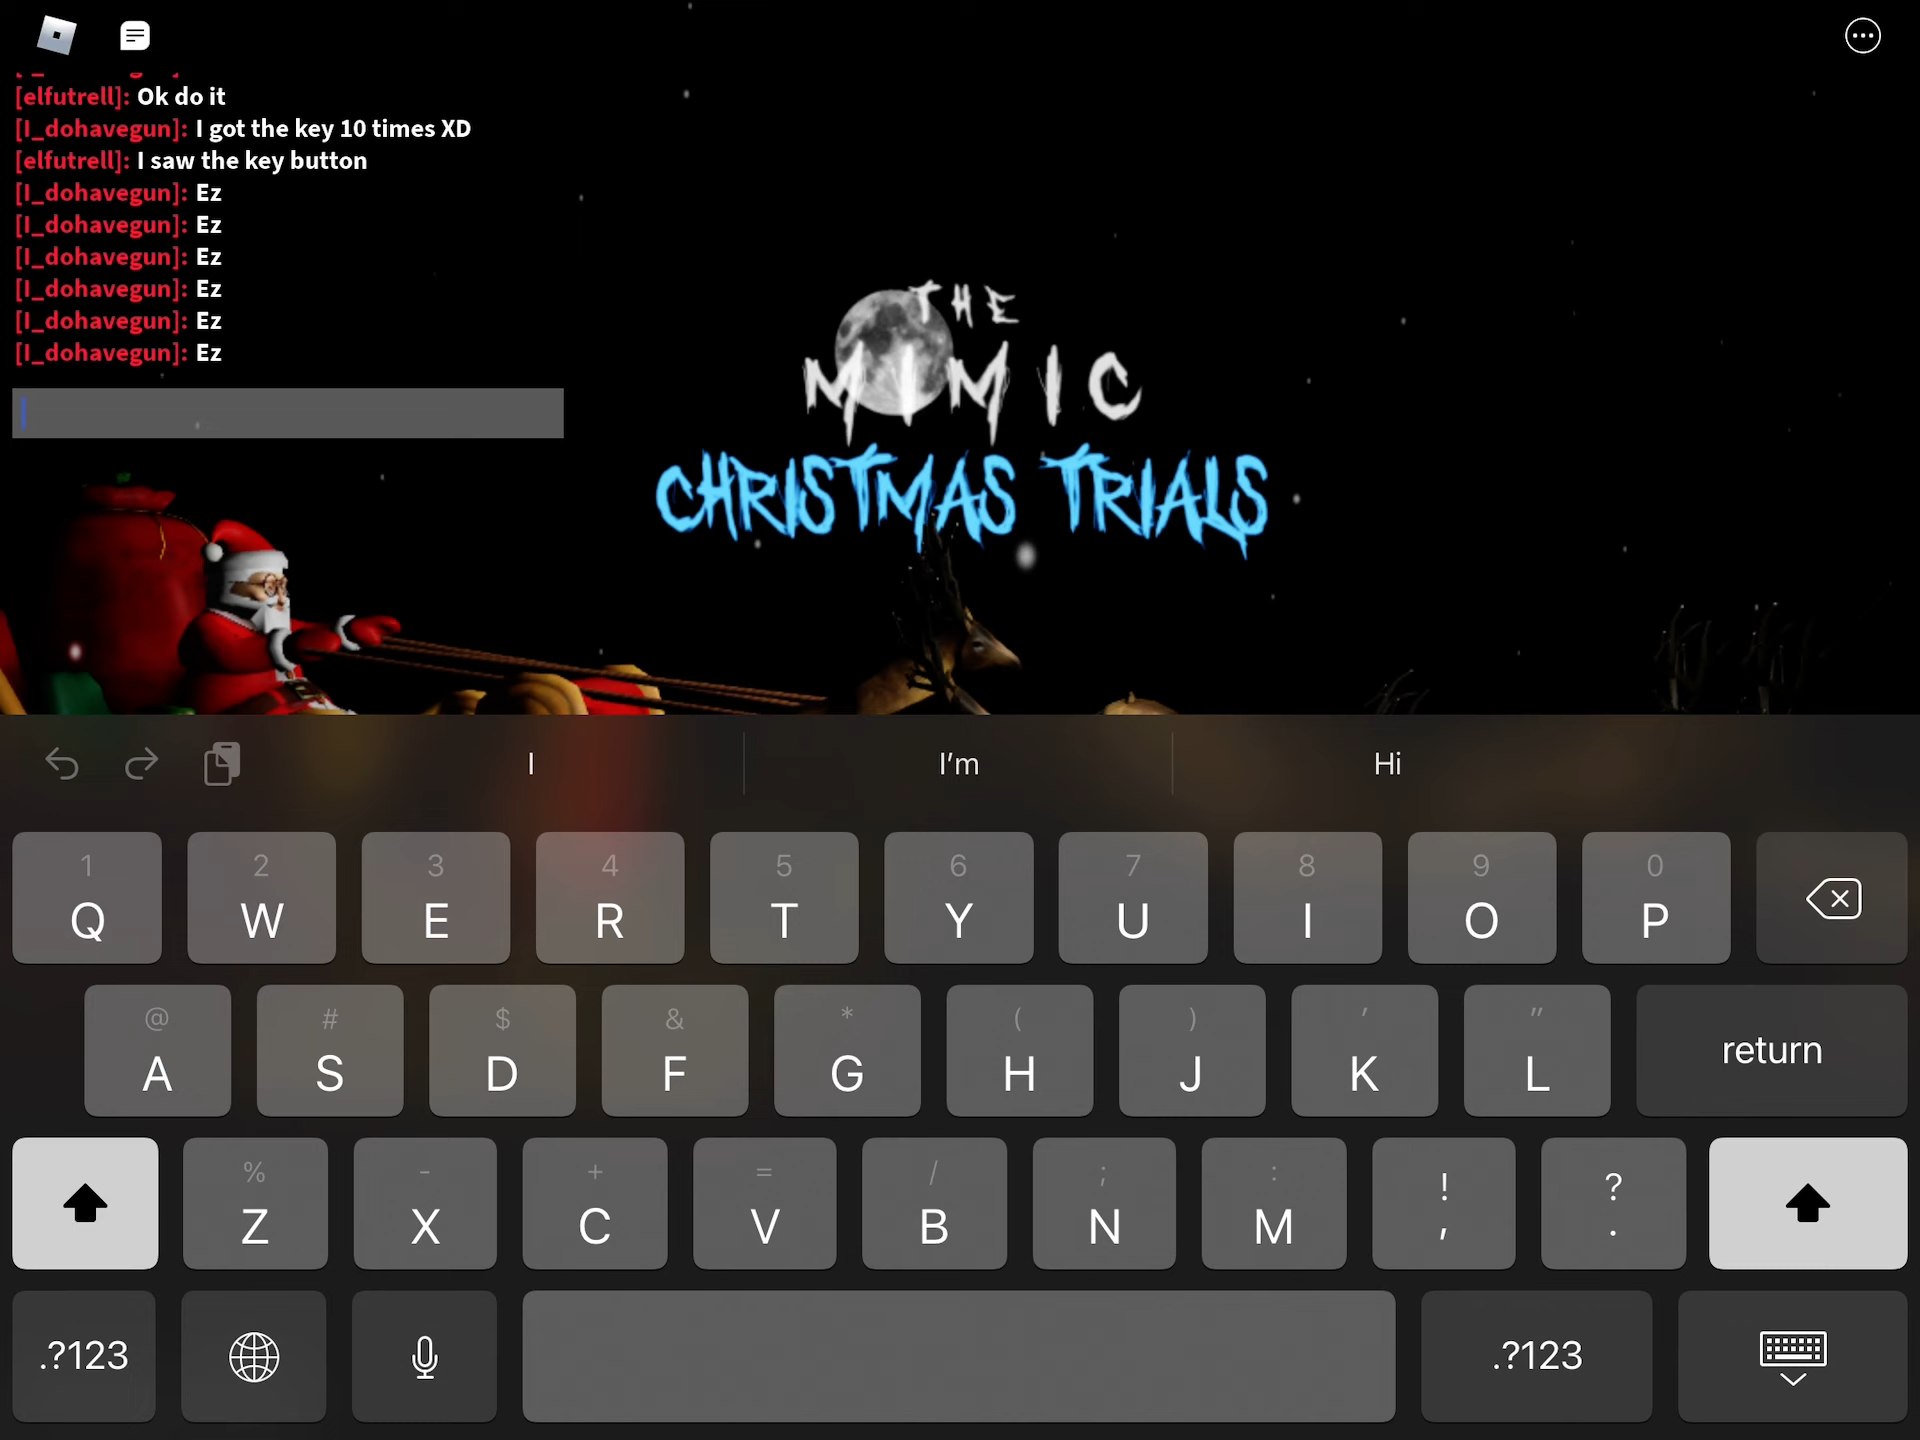 [elfutrell]: Ok do it
[I_dohavegun]: I got the key 10 times XD
[elfutrell]: I saw the key button
[I_dohavegun]: Ez
[I_dohavegun]: Ez
[I_dohavegun]: Ez
[I_dohavegun]: Ez
[I_dohavegun]: Ez
[I_dohavegun]: Ez
THE
MIMIC
CHRISTMAS TRIALS
I I’m Hi
1 2 3 4 5 6 7 8 9 0
Q W E R T Y U I O P
@ # $ & * ( ) ' "
A S D F G H J K L return
% - + = / ; : ! ?
Z X C V B N M , .
.?123 .?123